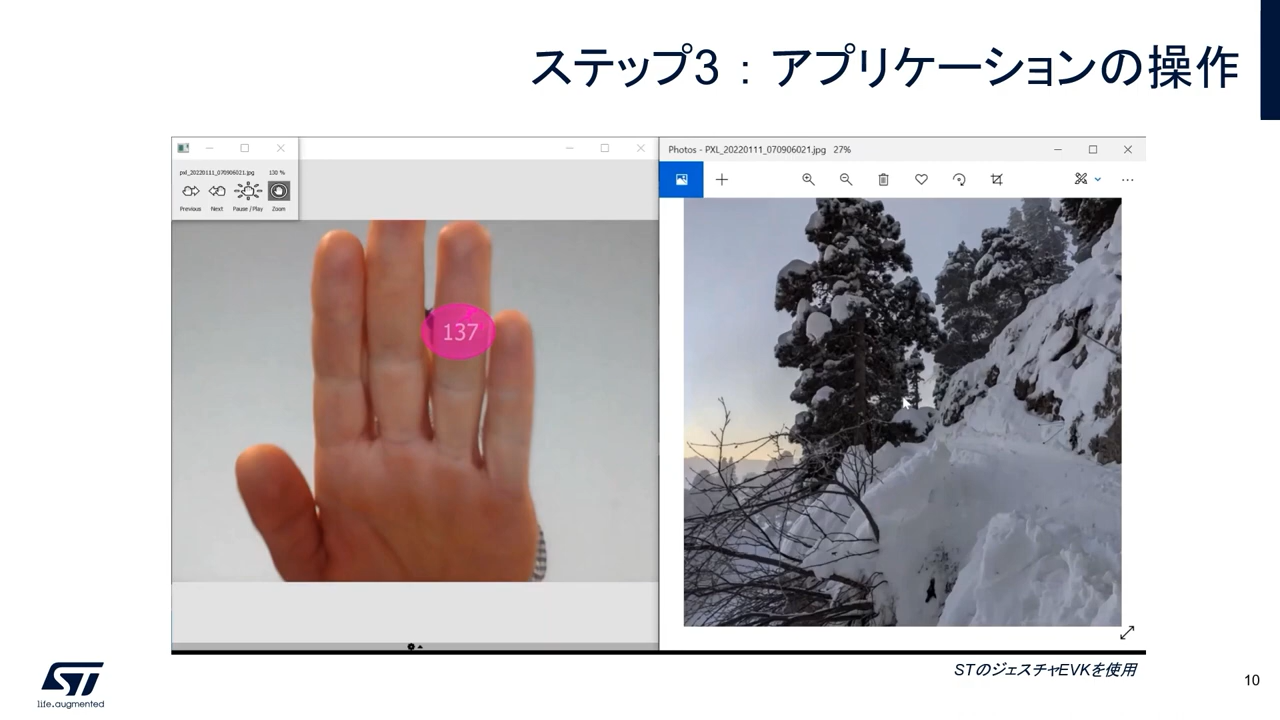 ステップ3：アプリケーションの操作
pxl_20220111_070906021.jpg 130 %
Previous Next Pause/Play Zoom
137
Photos - PXL_20220111_070906021.jpg 27%
STのジェスチャEVKを使用
ST
life.augmented
10